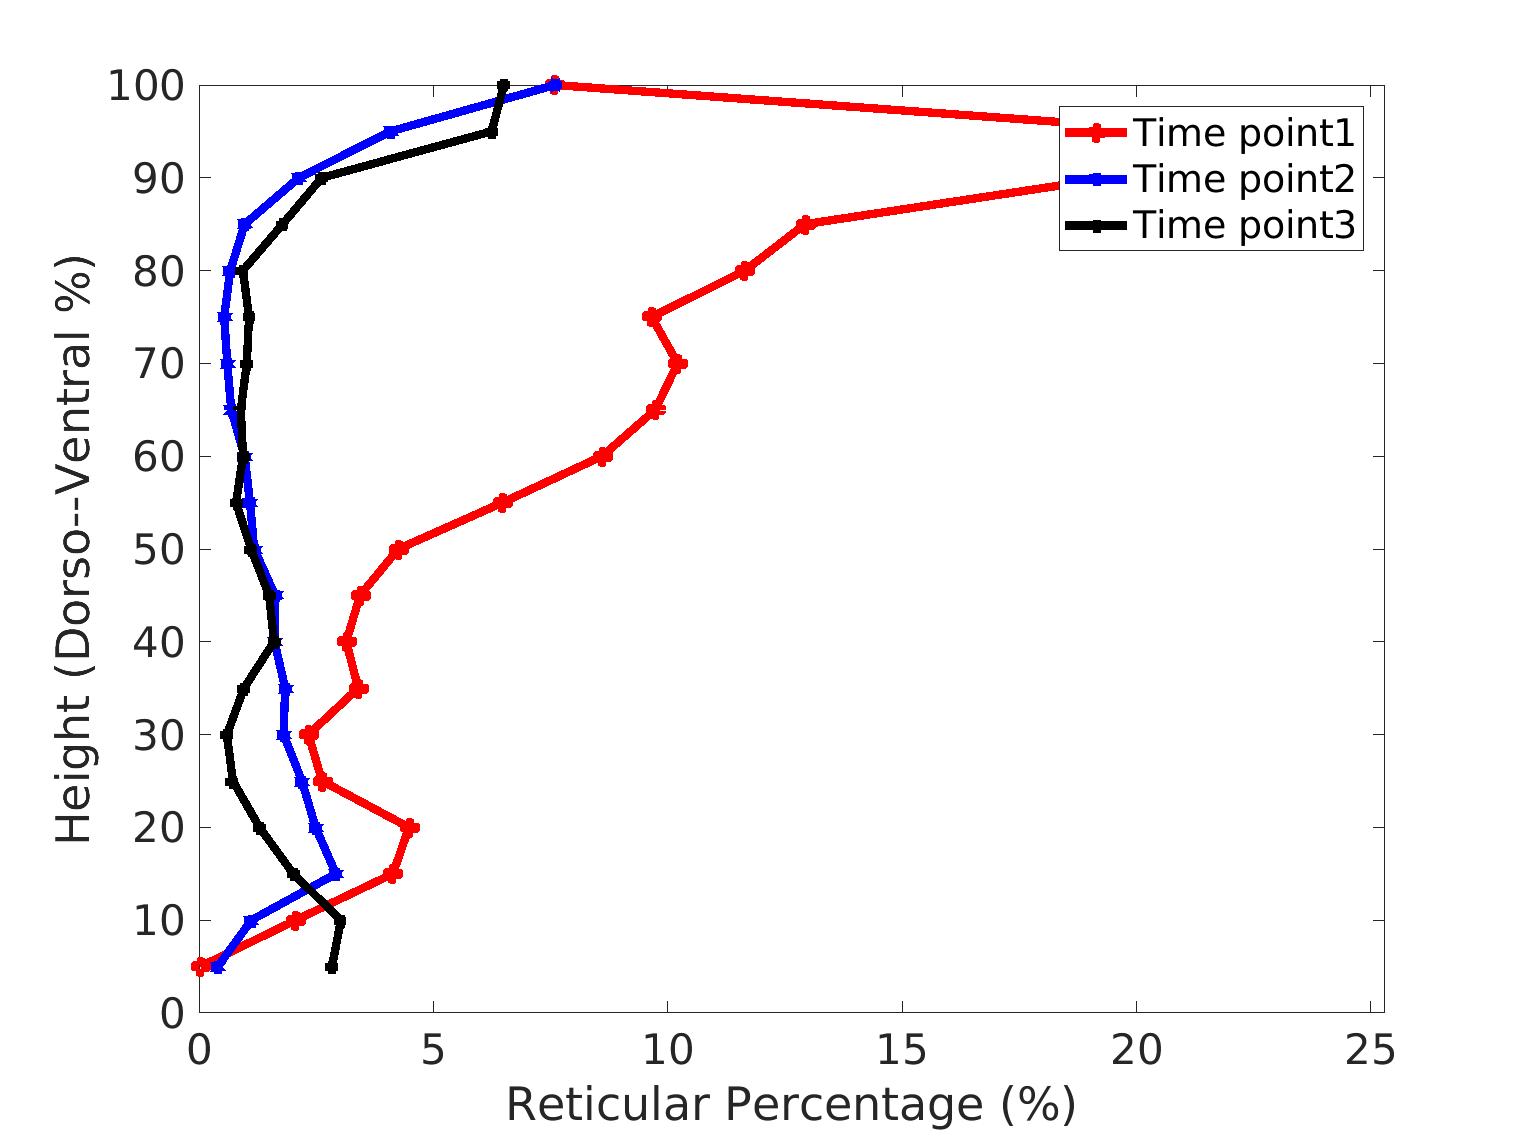 100
90
80
70
60
50
40
30
20
10
0
Height (Dorso--Ventral %)
Time point1
Time point2
Time point3
0 5 10 15 20 25
Reticular Percentage (%)